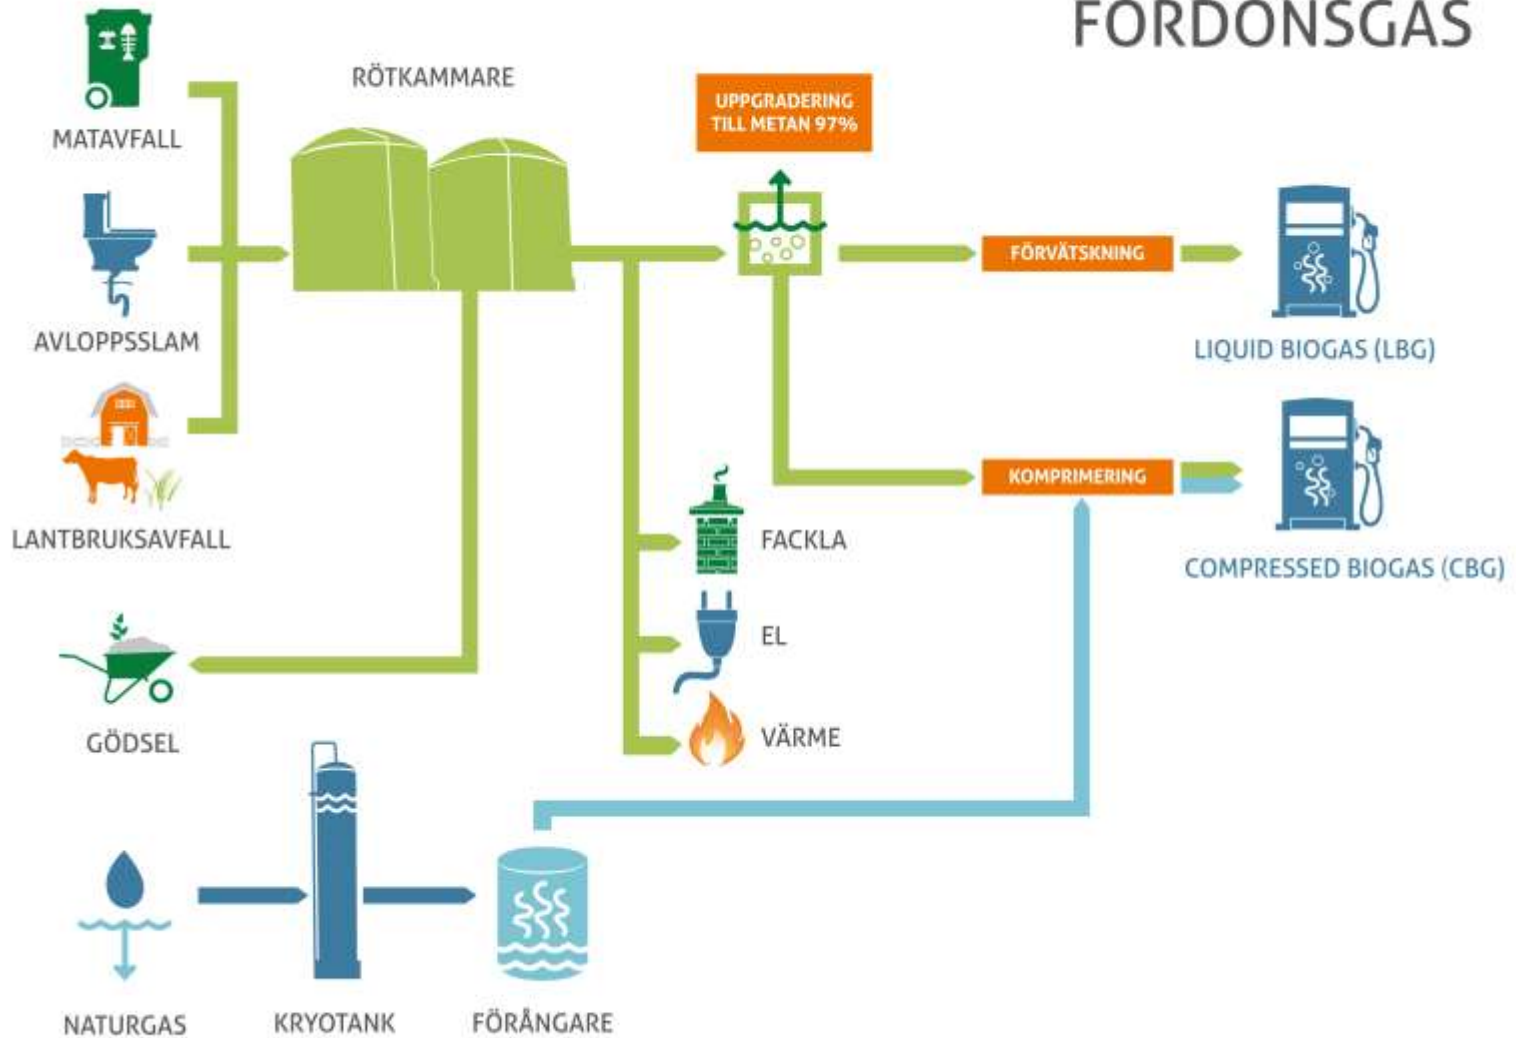 FORDONSGAS
MATAVFALL
RÖTKAMMARE
UPPGRADERING
TILL METAN 97%
AVLOPPSSLAM
FÖRVÄTSKNING
LIQUID BIOGAS (LBG)
LANTBRUKSAVFALL
KOMPRIMERING
COMPRESSED BIOGAS (CBG)
FACKLA
EL
VÄRME
GÖDSEL
NATURGAS
KRYOTANK
FÖRÅNGARE